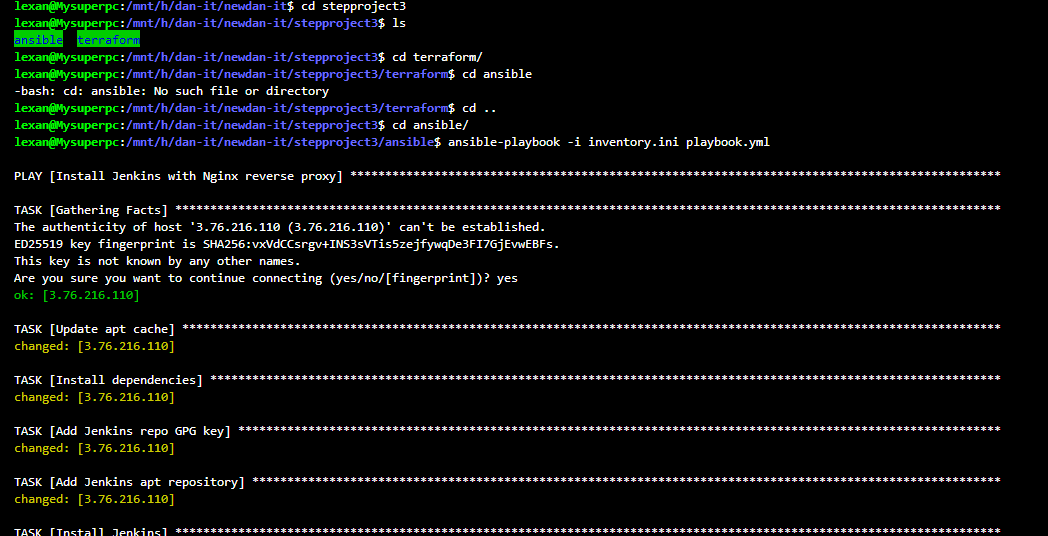 lexan@Mysuperpc:/mnt/h/dan-it/newdan-it$ cd stepproject3
lexan@Mysuperpc:/mnt/h/dan-it/newdan-it/stepproject3$ ls
ansible  terraform
lexan@Mysuperpc:/mnt/h/dan-it/newdan-it/stepproject3$ cd terraform/
lexan@Mysuperpc:/mnt/h/dan-it/newdan-it/stepproject3/terraform$ cd ansible
-bash: cd: ansible: No such file or directory
lexan@Mysuperpc:/mnt/h/dan-it/newdan-it/stepproject3/terraform$ cd ..
lexan@Mysuperpc:/mnt/h/dan-it/newdan-it/stepproject3$ cd ansible/
lexan@Mysuperpc:/mnt/h/dan-it/newdan-it/stepproject3/ansible$ ansible-playbook -i inventory.ini playbook.yml
PLAY [Install Jenkins with Nginx reverse proxy] *********************************************************************************************
TASK [Gathering Facts] **********************************************************************************************************************
The authenticity of host '3.76.216.110 (3.76.216.110)' can't be established.
ED25519 key fingerprint is SHA256:vxVdCCsrgv+INS3sVTis5zejfywqDe3FI7GjEvwEBFs.
This key is not known by any other names.
Are you sure you want to continue connecting (yes/no/[fingerprint])? yes
ok: [3.76.216.110]
TASK [Update apt cache] *********************************************************************************************************************
changed: [3.76.216.110]
TASK [Install dependencies] *****************************************************************************************************************
changed: [3.76.216.110]
TASK [Add Jenkins repo GPG key] *************************************************************************************************************
changed: [3.76.216.110]
TASK [Add Jenkins apt repository] ***********************************************************************************************************
changed: [3.76.216.110]
TASK [Install Jenkins] **********************************************************************************************************************